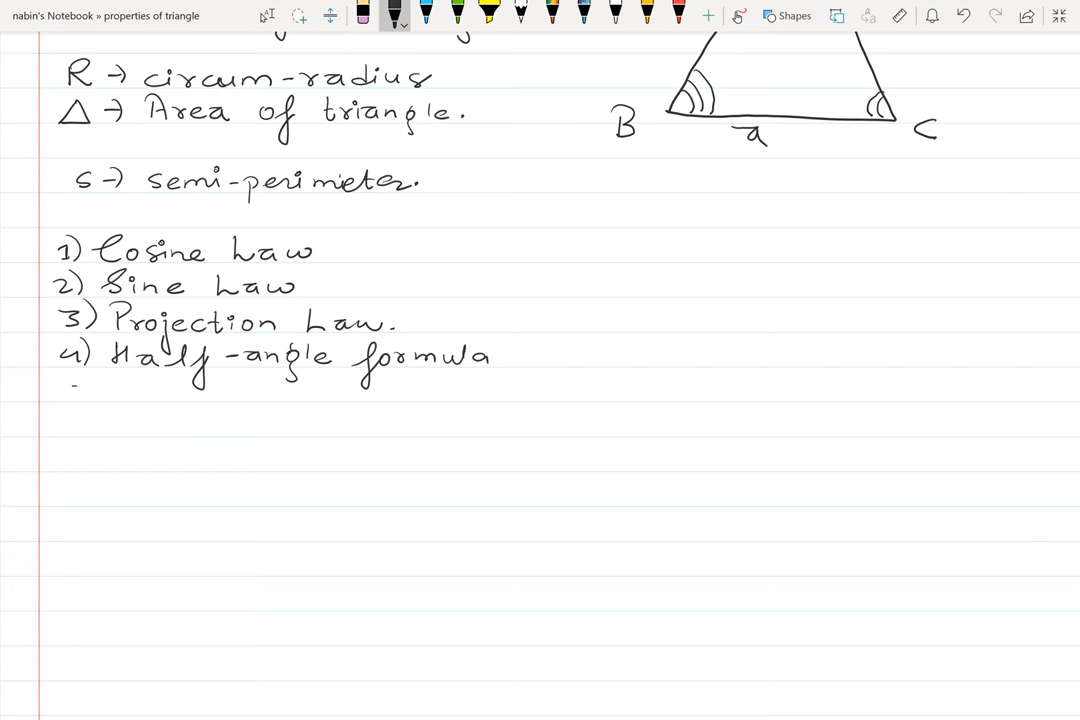 nabin's Notebook » properties of triangle
Shapes
R → circum-radius
Δ → Area of triangle.
B
a
C
s → semi-perimeter.
1) Cosine Law
2) Sine Law
3) Projection Law.
4) Half-angle formula